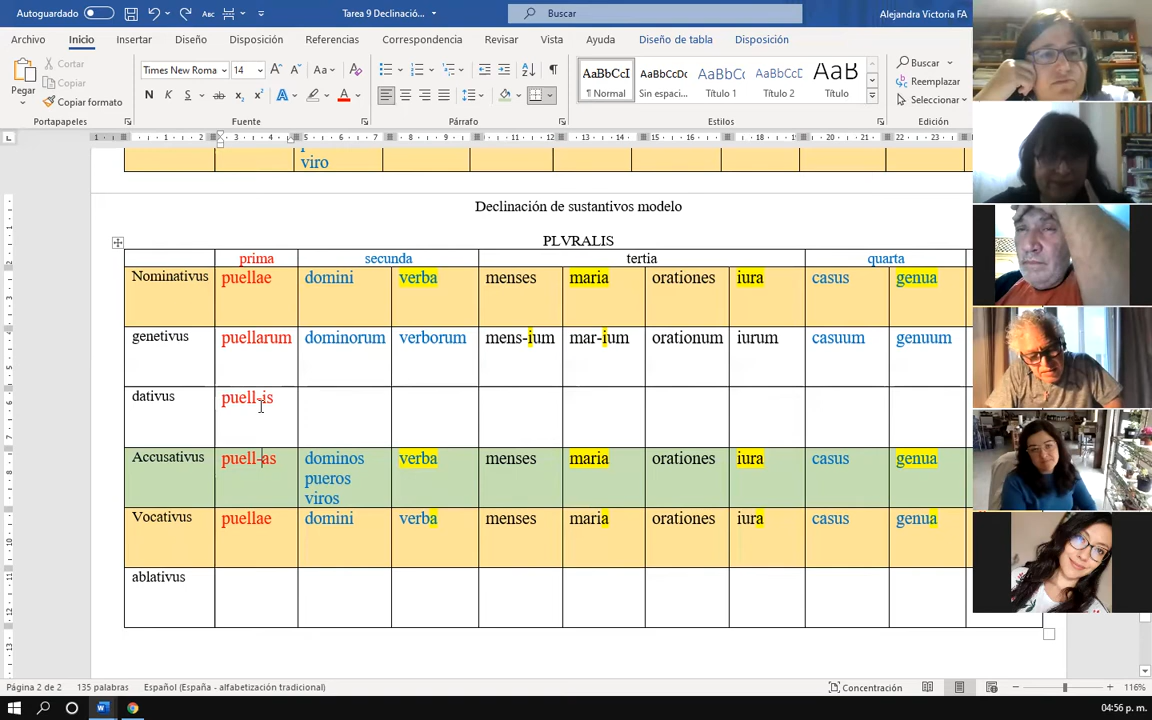 Autoguardado
Tarea 9 Declinació...
Buscar
Alejandra Victoria FA
Archivo Inicio Insertar Diseño Disposición Referencias Correspondencia Revisar Vista Ayuda Diseño de tabla Disposición
Pegar
Cortar
Copiar
Copiar formato
Times New Roma 14
N K S
AaBbCcI AaBbCcDc AaBbC( AaBbCcD AaB
¶ Normal Sin espaci... Título 1 Título 2 Título
Buscar
Reemplazar
Seleccionar
Portapapeles Fuente Párrafo Estilos Edición
viro
Declinación de sustantivos modelo
PLVRALIS
prima secunda tertia quarta
Nominativus puellae domini verba menses maria orationes iura casus genua
genetivus puellarum dominorum verborum mens-ium mar-ium orationum iurum casuum genuum
dativus puell-is
Accusativus puell-as dominos verba menses maria orationes iura casus genua
pueros
viros
Vocativus puellae domini verba menses maria orationes iura casus genua
ablativus
Página 2 de 2 135 palabras Español (España - alfabetización tradicional) Concentración 116%
04:56 p. m.